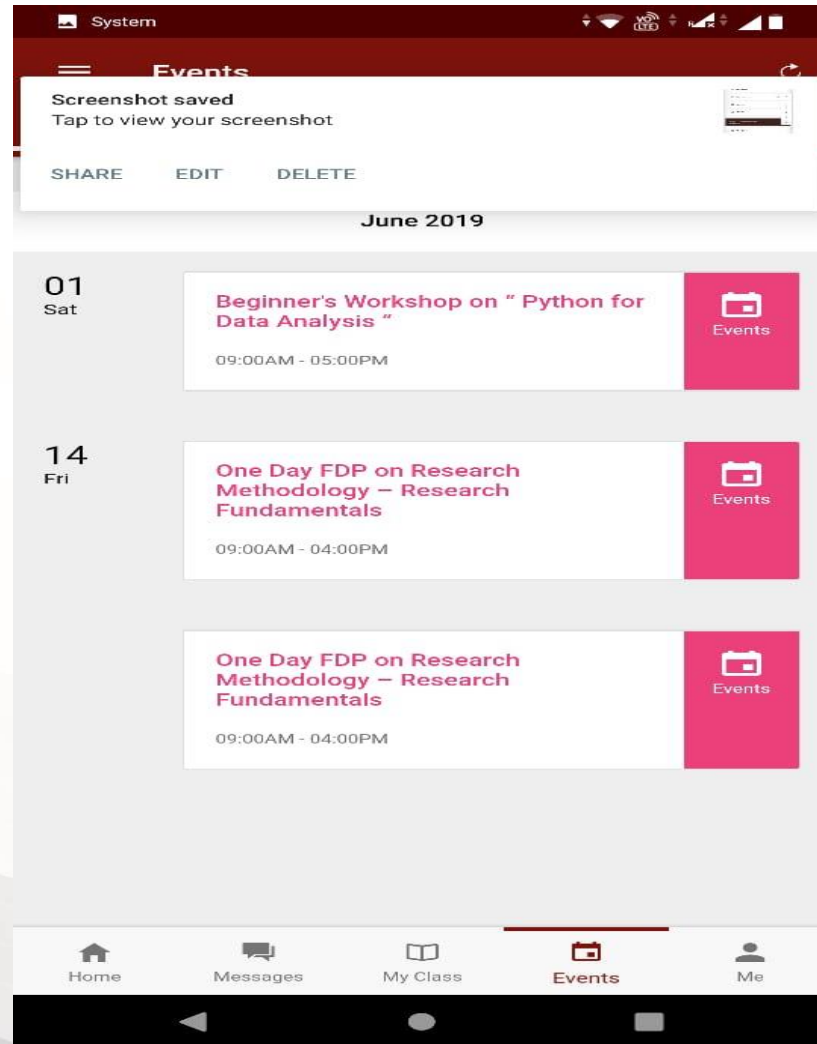 System
VO)) LTE
Events
Screenshot saved
Tap to view your screenshot
SHARE EDIT DELETE
June 2019
01
Sat
Beginner's Workshop on “ Python for
Data Analysis “
09:00AM - 05:00PM
Events
14
Fri
One Day FDP on Research
Methodology – Research
Fundamentals
09:00AM - 04:00PM
Events
One Day FDP on Research
Methodology – Research
Fundamentals
09:00AM - 04:00PM
Events
Home Messages My Class Events Me